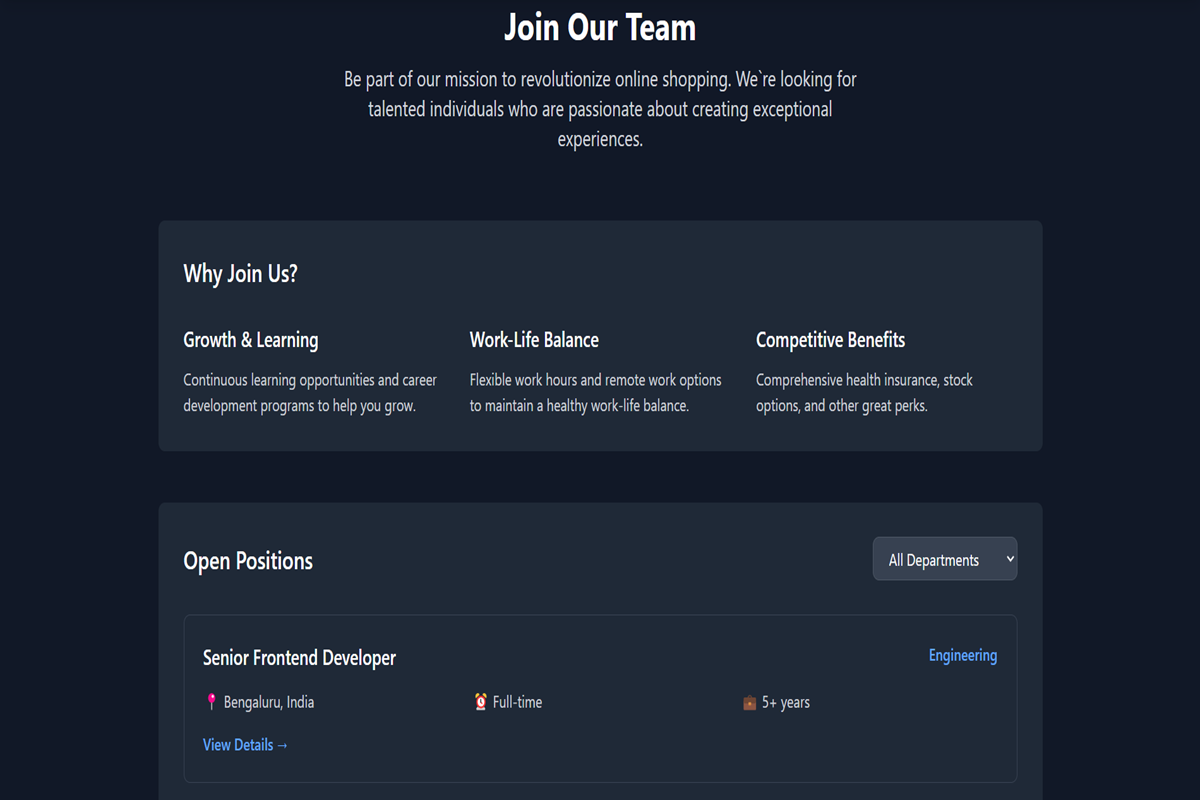 Join Our Team
Be part of our mission to revolutionize online shopping. We`re looking for
talented individuals who are passionate about creating exceptional
experiences.
Why Join Us?
Growth & Learning
Continuous learning opportunities and career
development programs to help you grow.
Work-Life Balance
Flexible work hours and remote work options
to maintain a healthy work-life balance.
Competitive Benefits
Comprehensive health insurance, stock
options, and other great perks.
Open Positions
All Departments
Senior Frontend Developer
Engineering
📍 Bengaluru, India
⏰ Full-time
💼 5+ years
View Details →